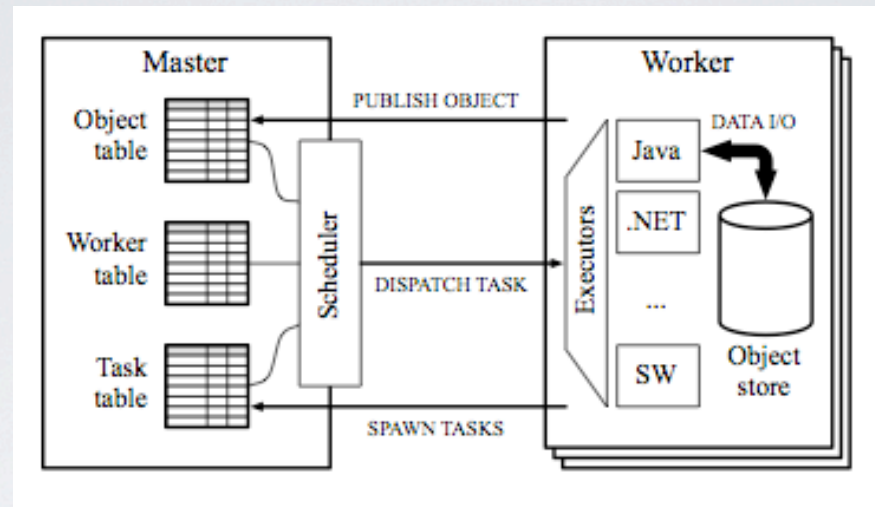 Master
Worker
Object
table
Worker
table
Task
table
Scheduler
PUBLISH OBJECT
DISPATCH TASK
SPAWN TASKS
Executors
Java
.NET
...
SW
DATA I/O
Object
store